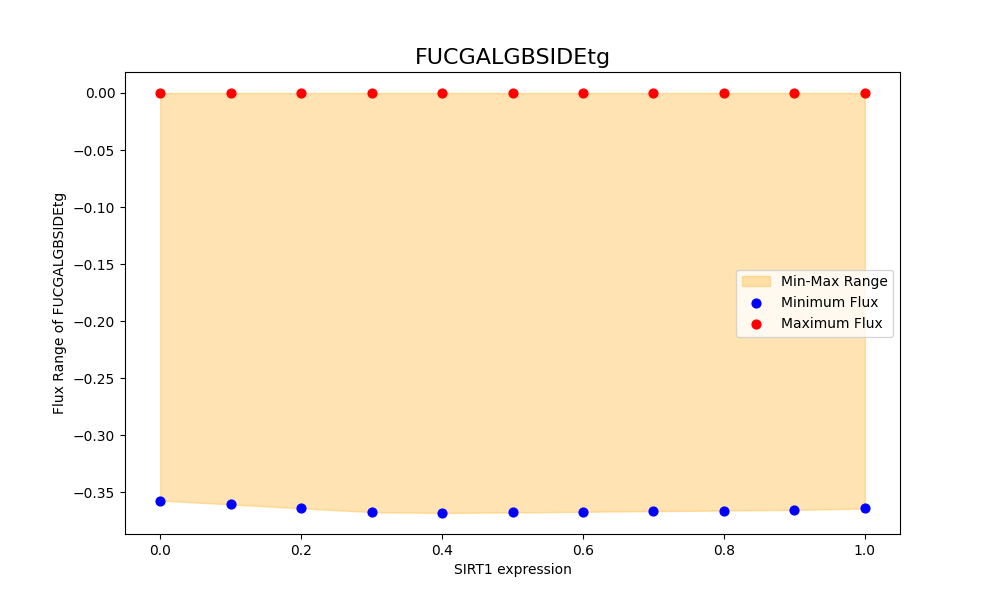 FUCGALGBSIDEtg
Flux Range of FUCGALGBSIDEtg
0.00
−0.05
−0.10
−0.15
−0.20
−0.25
−0.30
−0.35
Min-Max Range
Minimum Flux
Maximum Flux
0.0 0.2 0.4 0.6 0.8 1.0
SIRT1 expression